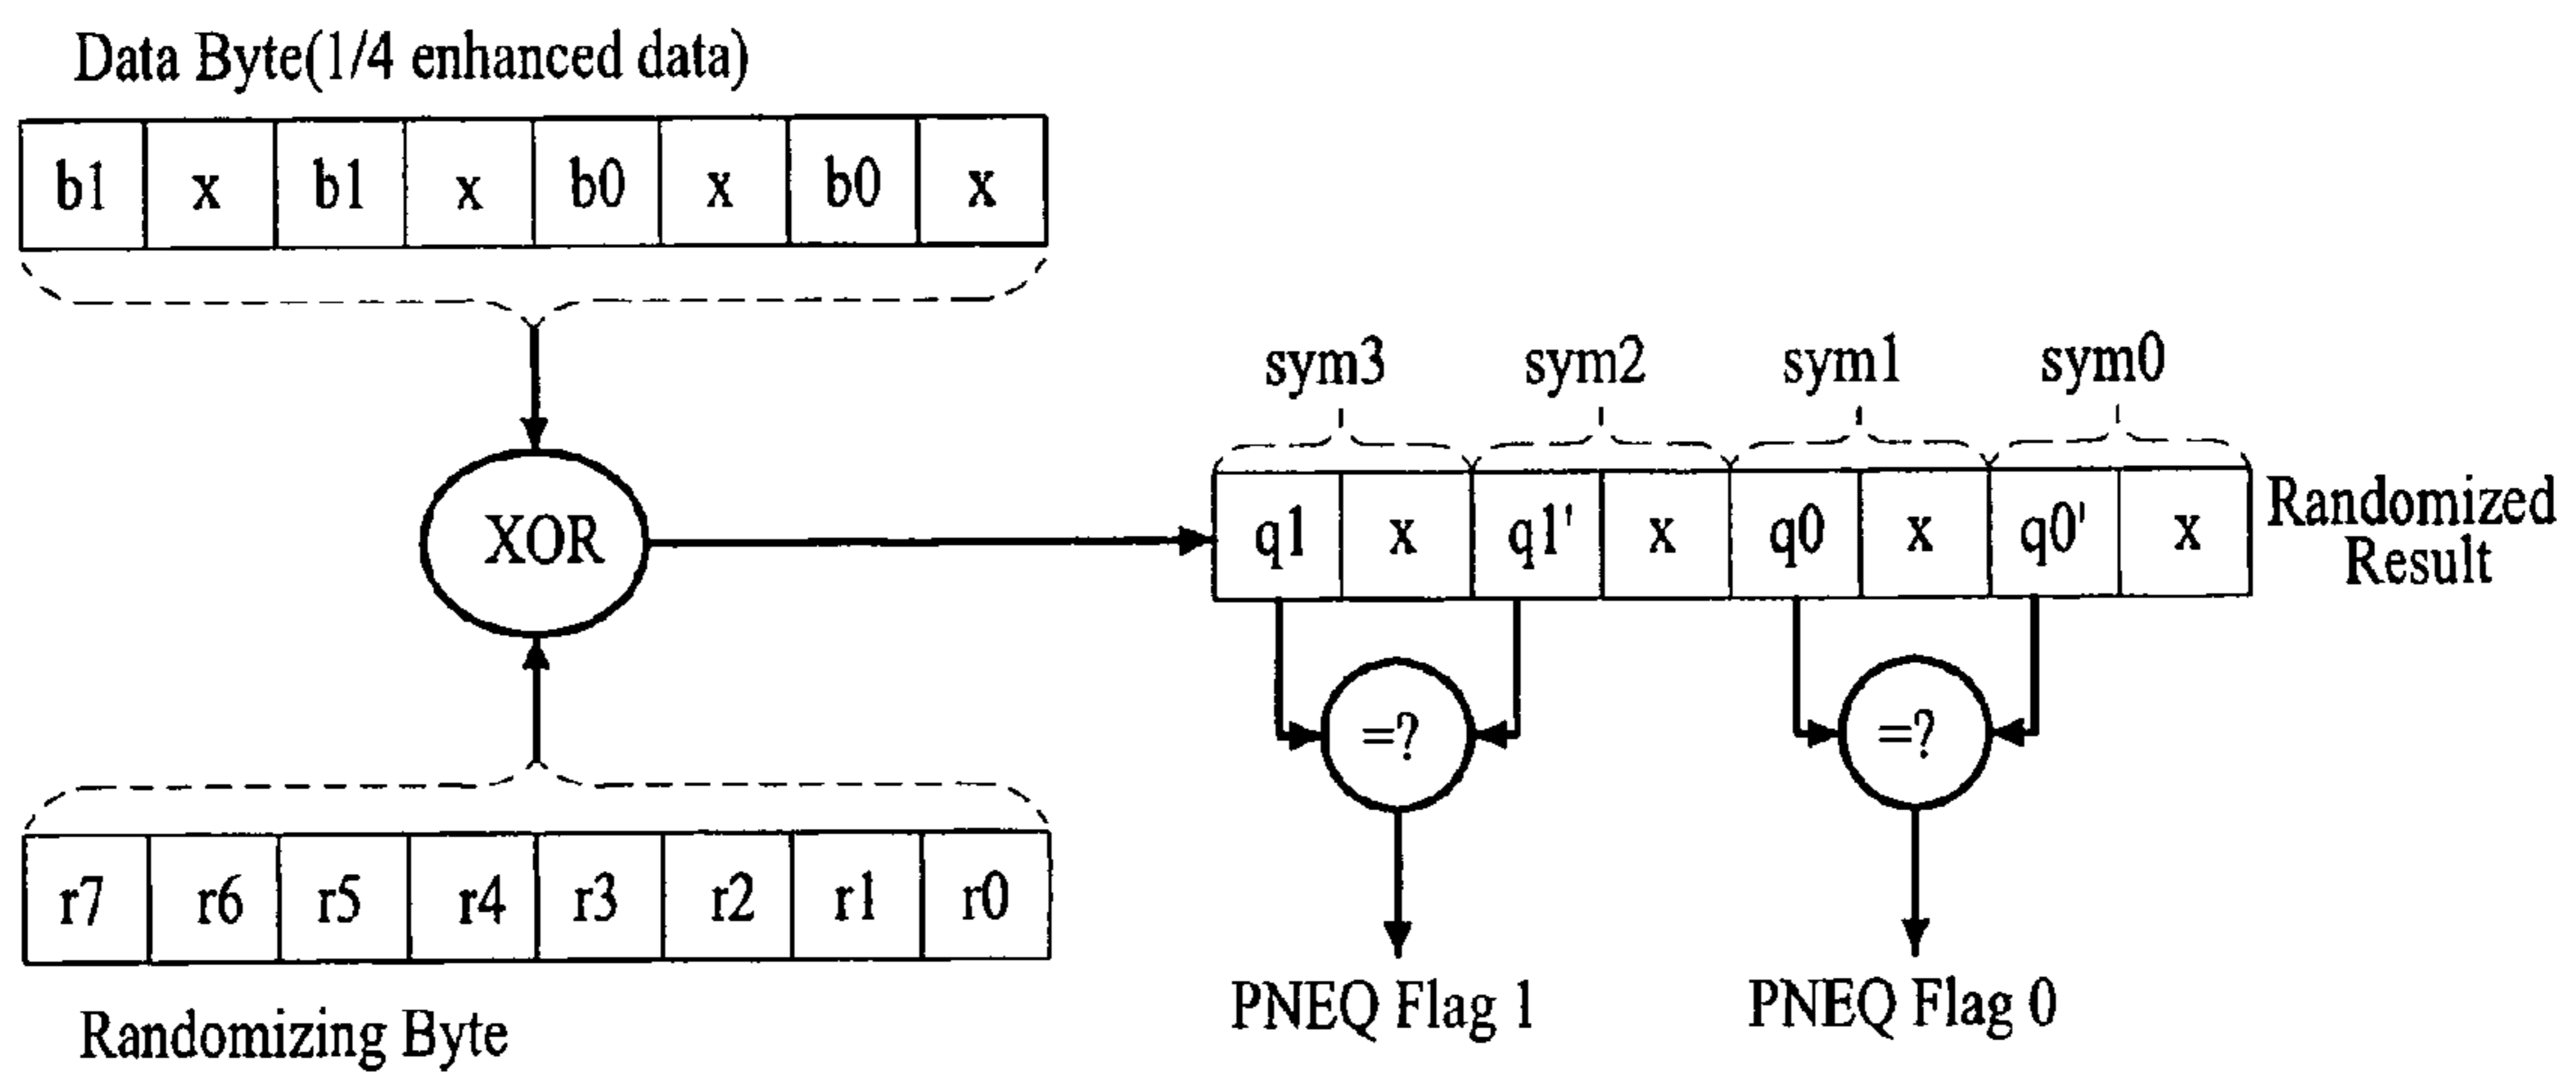 Data Byte(1/4 enhanced data)
b1 x b1 x b0 x b0 x
XOR
sym3 sym2 sym1 sym0
q1 x q1' x q0 x q0' x
Randomized
Result
=? =?
r7 r6 r5 r4 r3 r2 r1 r0
PNEQ Flag 1 PNEQ Flag 0
Randomizing Byte